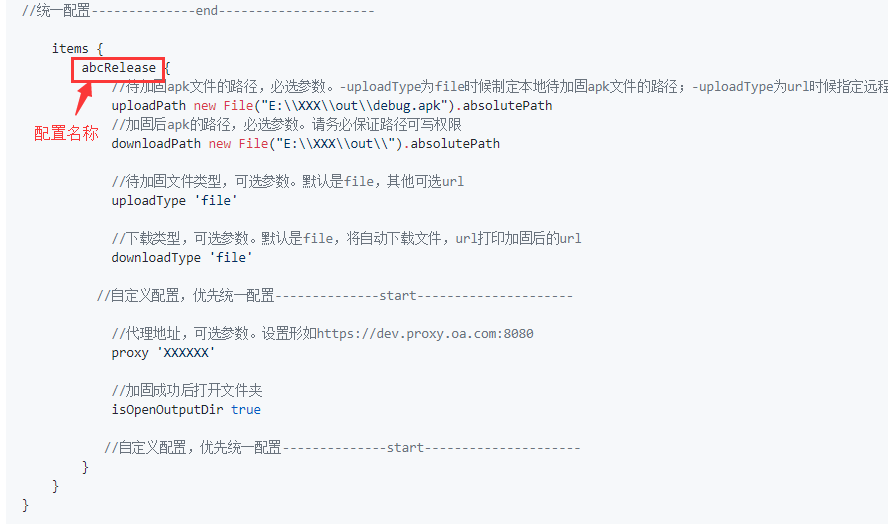 //统一配置--------------end---------------------
items {
abcRelease {
//待加固apk文件的路径，必选参数。-uploadType为file时候制定本地待加固apk文件的路径；-uploadType为url时候指定远程
uploadPath new File("E:\\XXX\\out\\debug.apk").absolutePath
//加固后apk的路径，必选参数。请务必保证路径可写权限
配置名称
downloadPath new File("E:\\XXX\\out\\").absolutePath
//待加固文件类型，可选参数。默认是file，其他可选url
uploadType 'file'
//下载类型，可选参数。默认是file，将自动下载文件，url打印加固后的url
downloadType 'file'
//自定义配置，优先统一配置--------------start---------------------
//代理地址，可选参数。设置形如https://dev.proxy.oa.com:8080
proxy 'XXXXXX'
//加固成功后打开文件夹
isOpenOutputDir true
//自定义配置，优先统一配置--------------start---------------------
}
}
}